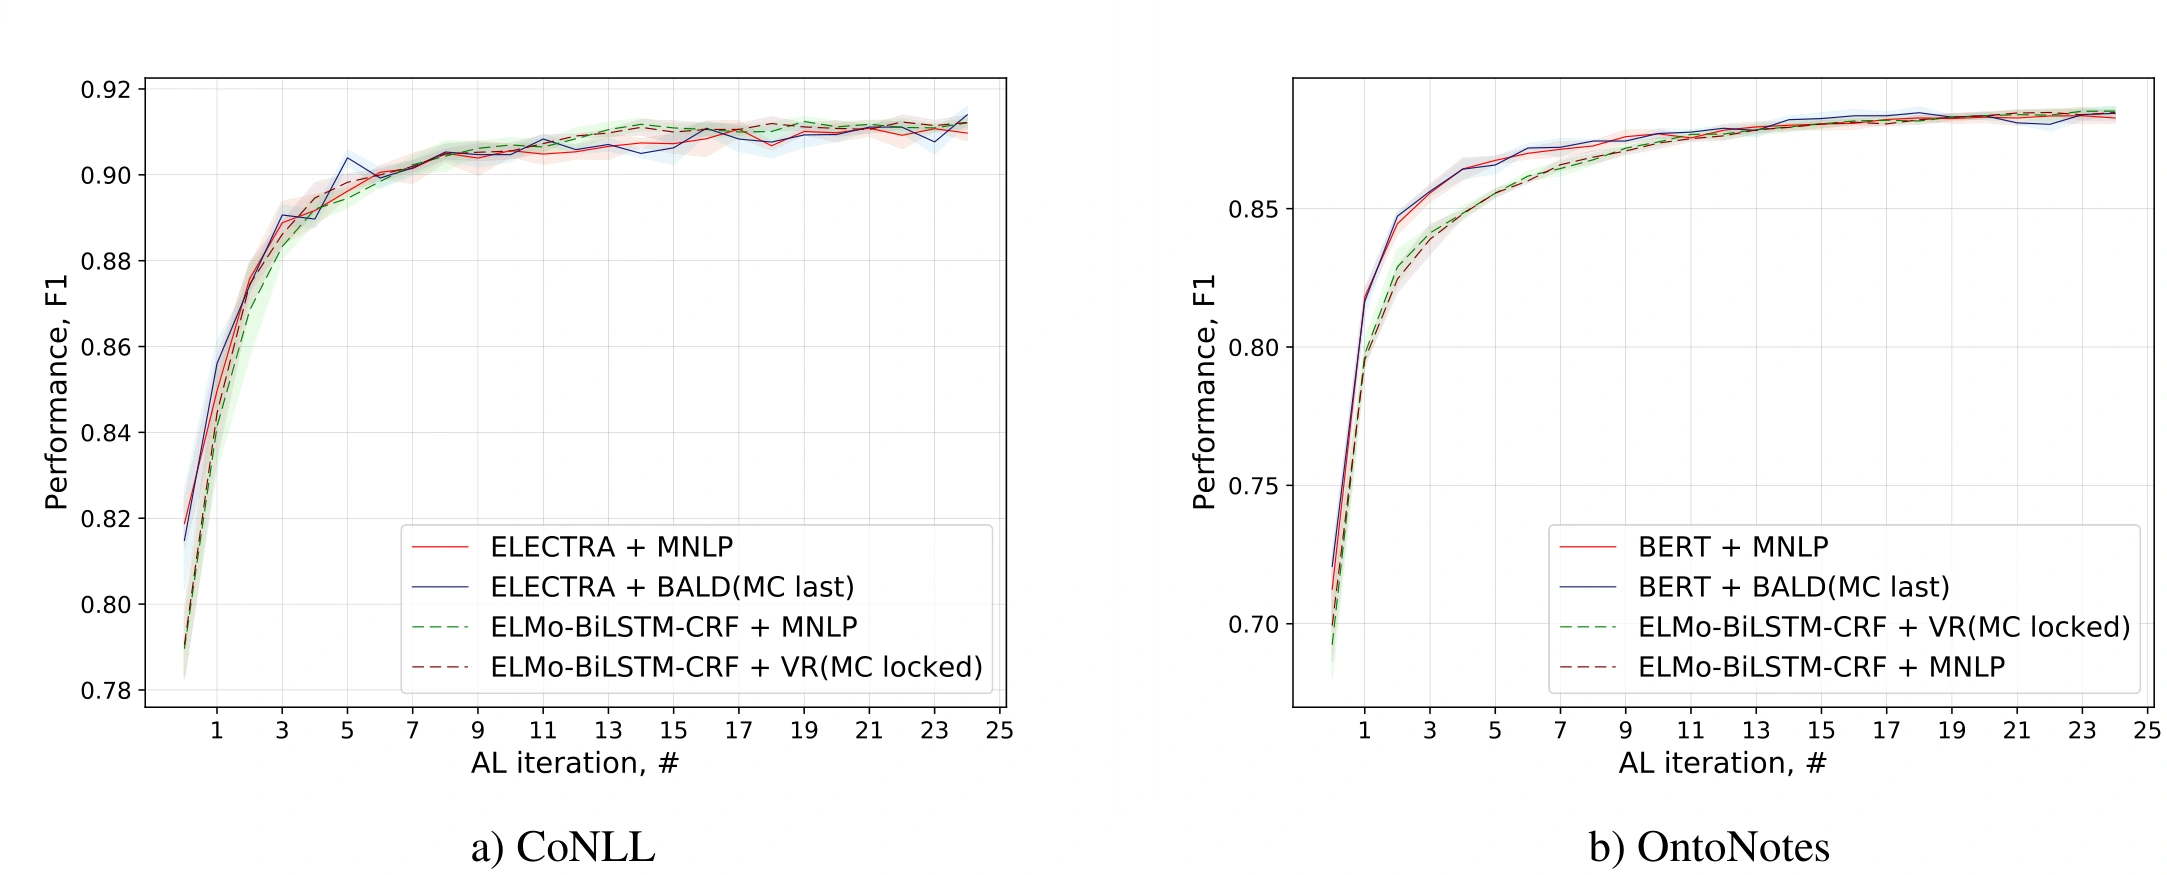 0.92
0.90
0.88
0.86
0.84
0.82
0.80
0.78
Performance, F1
ELECTRA + MNLP
ELECTRA + BALD(MC last)
ELMo-BiLSTM-CRF + MNLP
ELMo-BiLSTM-CRF + VR(MC locked)
1 3 5 7 9 11 13 15 17 19 21 23 25
AL iteration, #
a) CoNLL
0.85
0.80
0.75
0.70
Performance, F1
BERT + MNLP
BERT + BALD(MC last)
ELMo-BiLSTM-CRF + VR(MC locked)
ELMo-BiLSTM-CRF + MNLP
1 3 5 7 9 11 13 15 17 19 21 23 25
AL iteration, #
b) OntoNotes